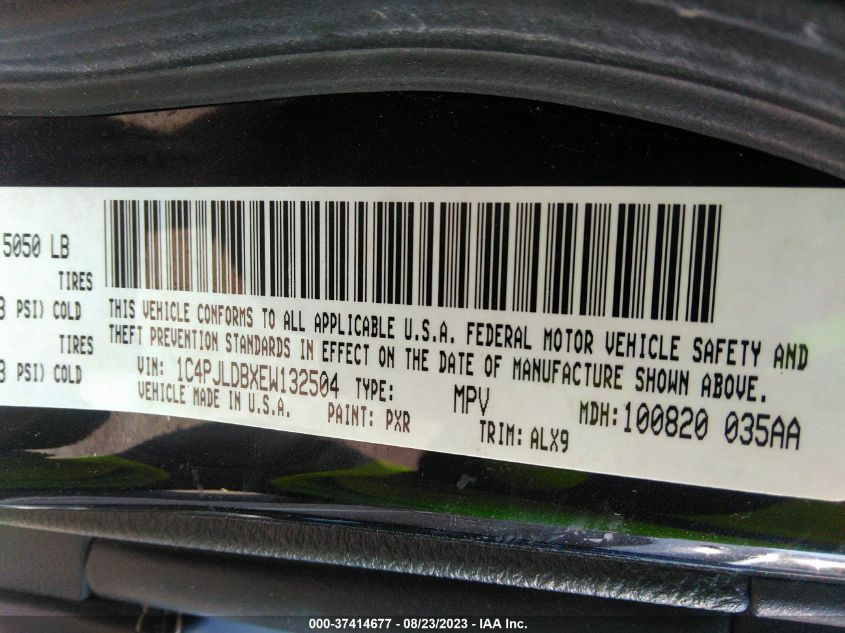 5050 LB
TIRES
PSI) COLD
TIRES
PSI) COLD
THIS VEHICLE CONFORMS TO ALL APPLICABLE U.S.A. FEDERAL MOTOR VEHICLE SAFETY AND
THEFT PREVENTION STANDARDS IN EFFECT ON THE DATE OF MANUFACTURE SHOWN ABOVE.
VIN: 1C4PJLDBXEW132504 TYPE: MPV MDH: 100820 035AA
VEHICLE MADE IN U.S.A. PAINT: PXR TRIM: ALX9
000-37414677 - 08/23/2023 - IAA Inc.